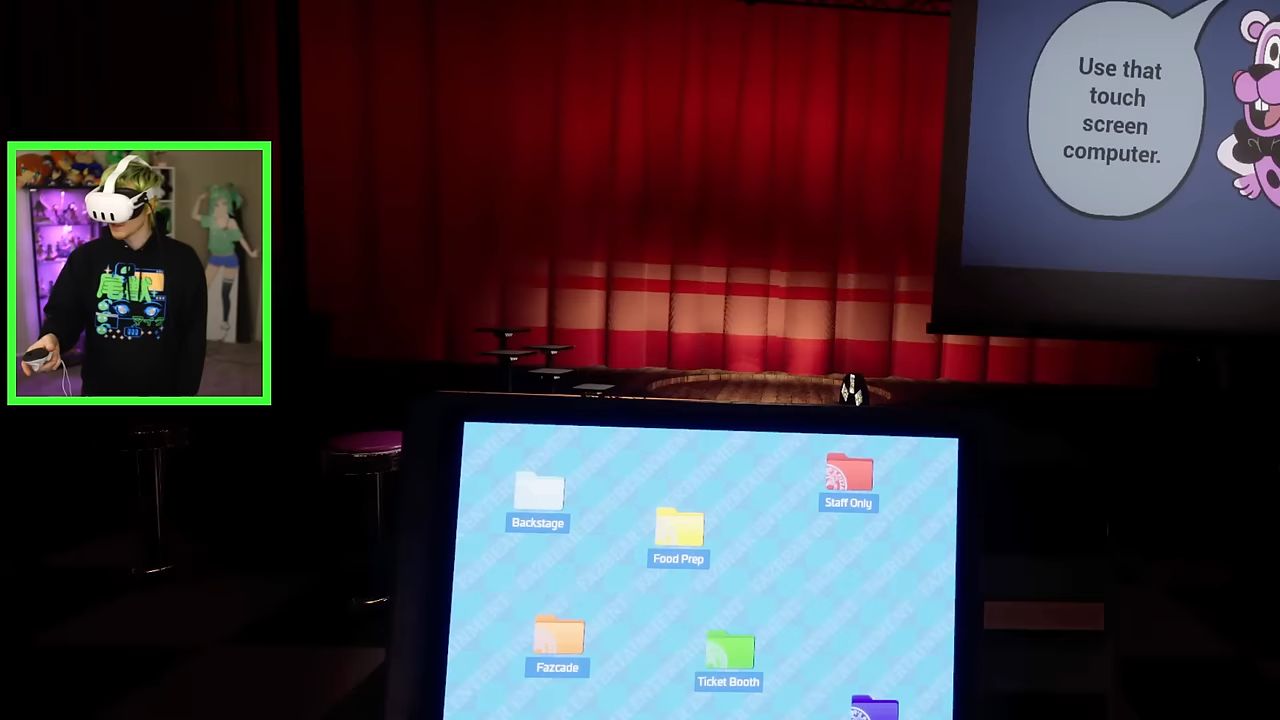 Use that
touch
screen
computer.
Staff Only
Backstage
Food Prep
Fazcade
Ticket Booth